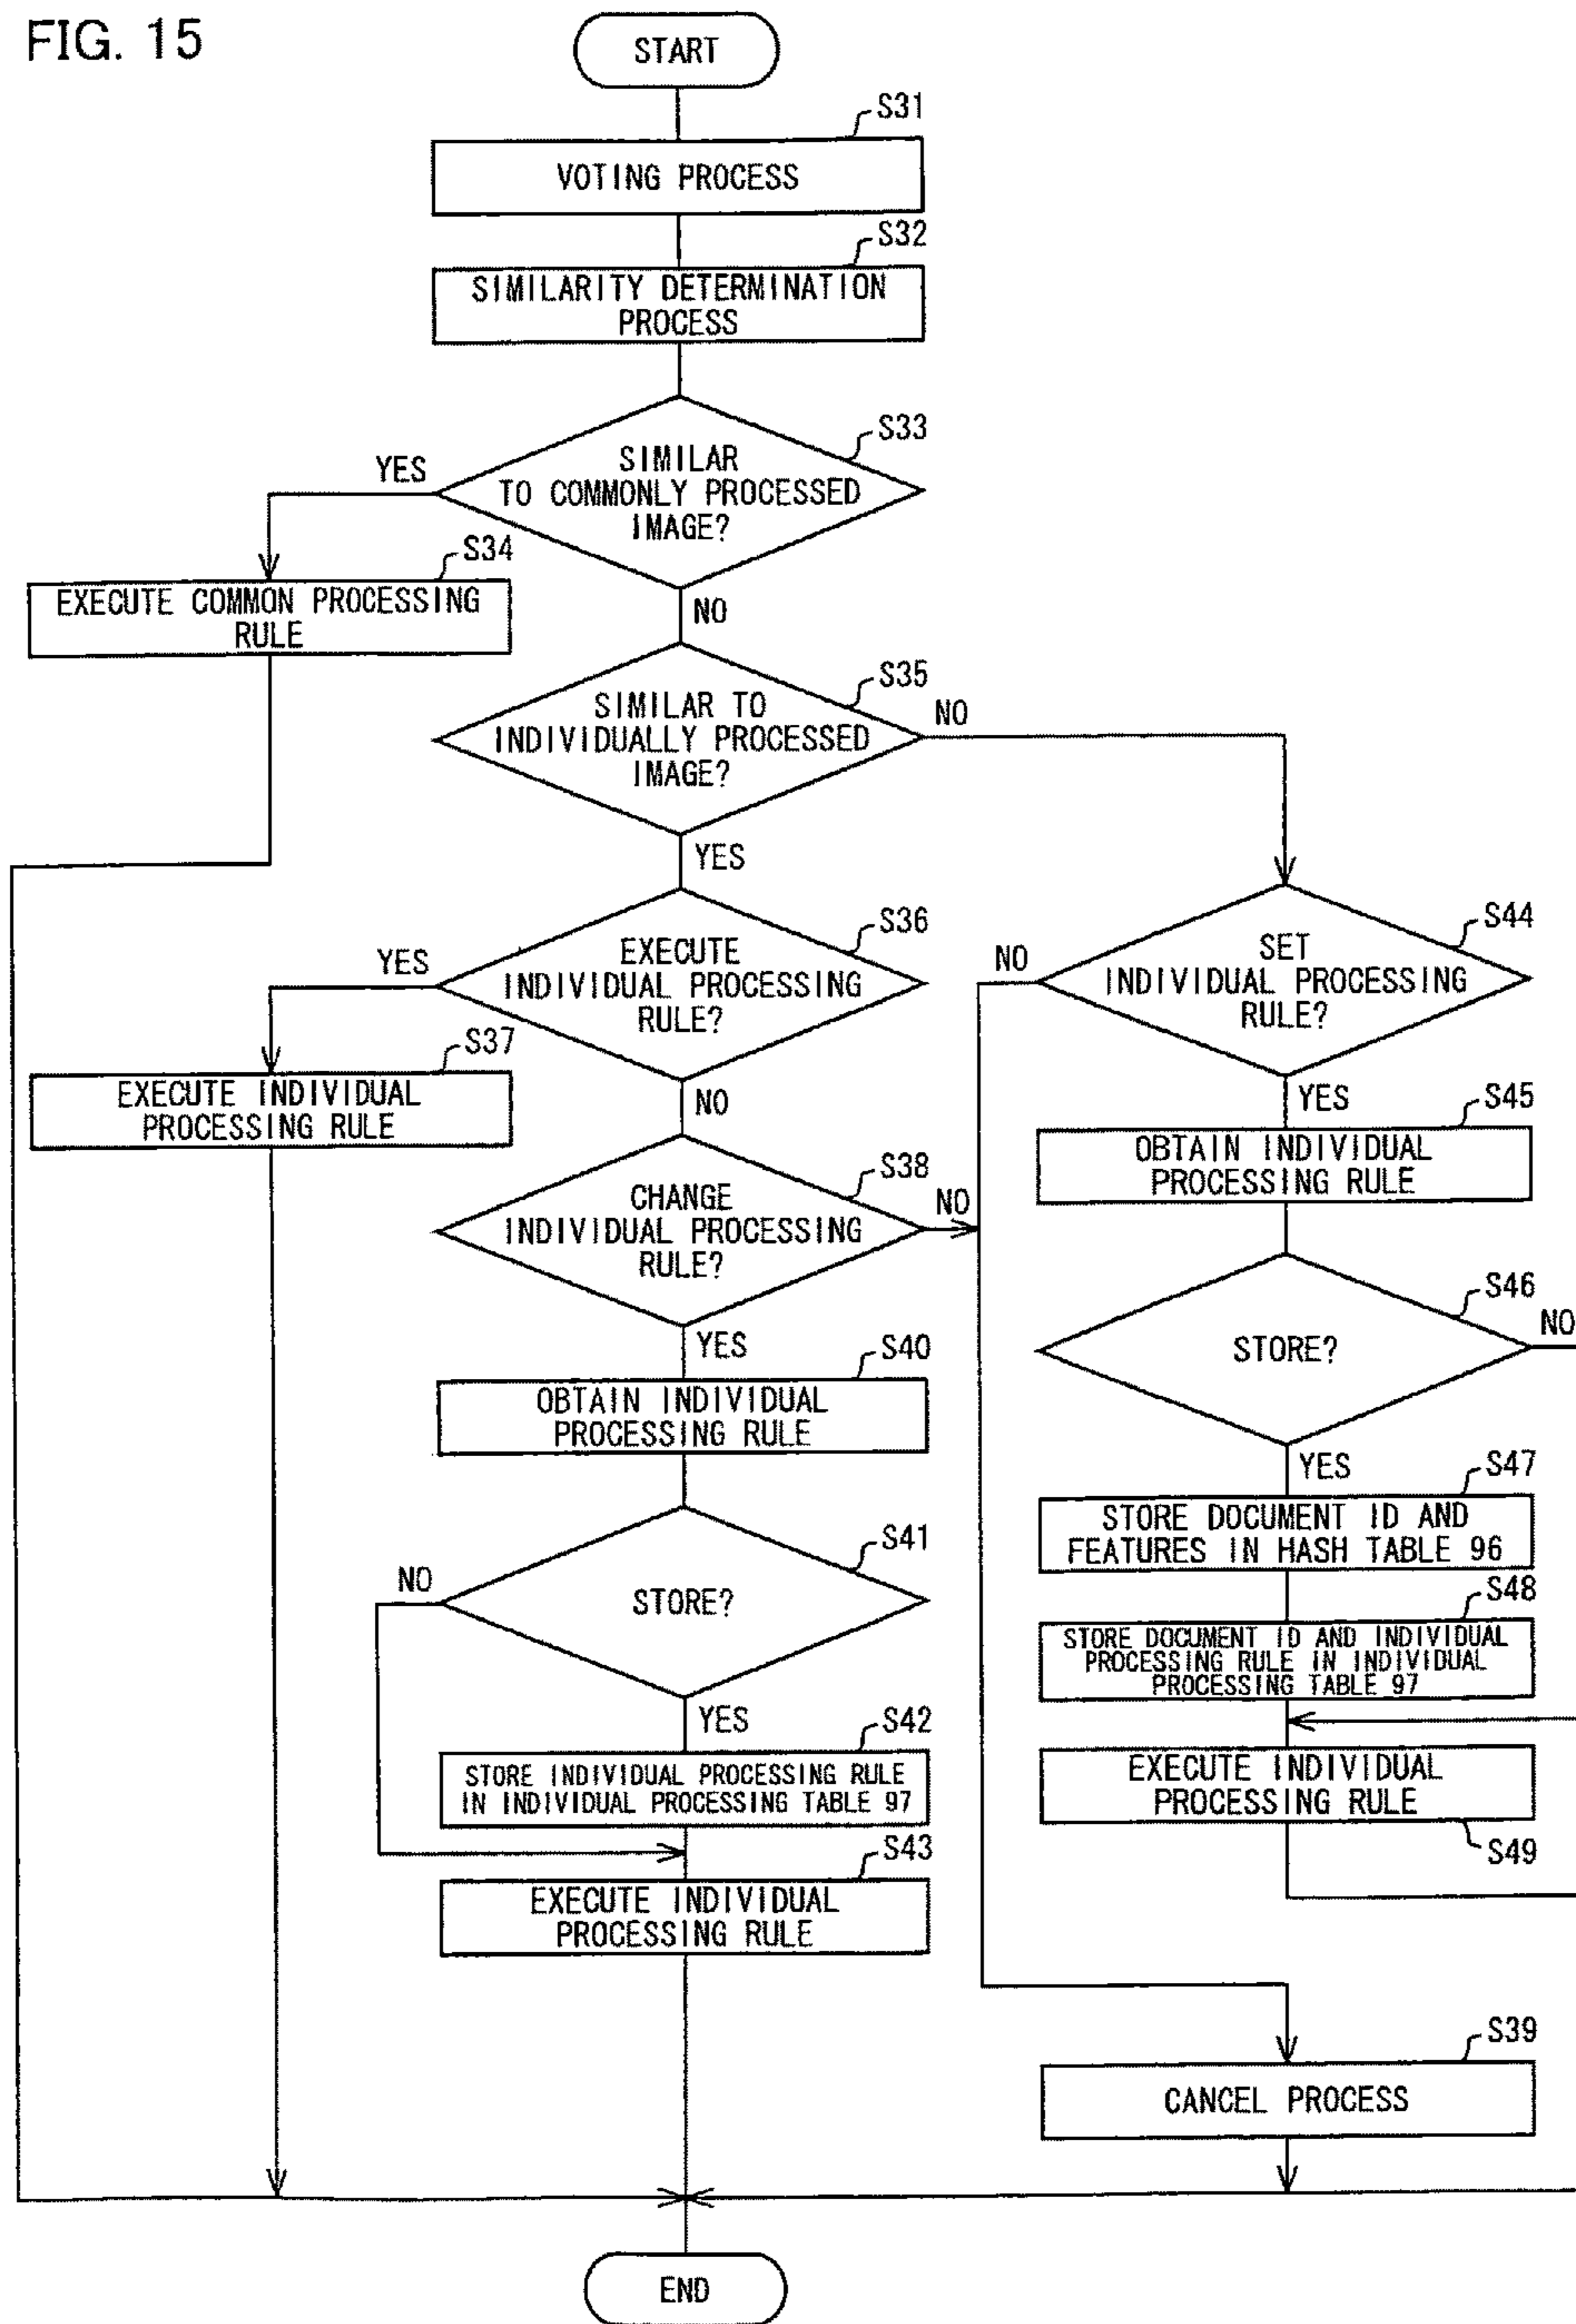 FIG. 15
START
S31
VOTING PROCESS
S32
SIMILARITY DETERMINATION
PROCESS
S33
YES
SIMILAR
TO COMMONLY PROCESSED
IMAGE?
S34
EXECUTE COMMON PROCESSING
RULE
NO
S35
SIMILAR TO
INDIVIDUALLY PROCESSED
IMAGE?
NO
YES
S36
YES
EXECUTE
INDIVIDUAL PROCESSING
RULE?
S37
EXECUTE INDIVIDUAL
PROCESSING RULE
NO
S38
CHANGE
INDIVIDUAL PROCESSING
RULE?
NO
YES
S40
OBTAIN INDIVIDUAL
PROCESSING RULE
S41
NO
STORE?
YES
S42
STORE INDIVIDUAL PROCESSING RULE
IN INDIVIDUAL PROCESSING TABLE 97
S43
EXECUTE INDIVIDUAL
PROCESSING RULE
S44
NO
SET
INDIVIDUAL PROCESSING
RULE?
YES
S45
OBTAIN INDIVIDUAL
PROCESSING RULE
S46
NO
STORE?
YES
S47
STORE DOCUMENT ID AND
FEATURES IN HASH TABLE 96
S48
STORE DOCUMENT ID AND INDIVIDUAL
PROCESSING RULE IN INDIVIDUAL
PROCESSING TABLE 97
EXECUTE INDIVIDUAL
PROCESSING RULE
S49
S39
CANCEL PROCESS
END